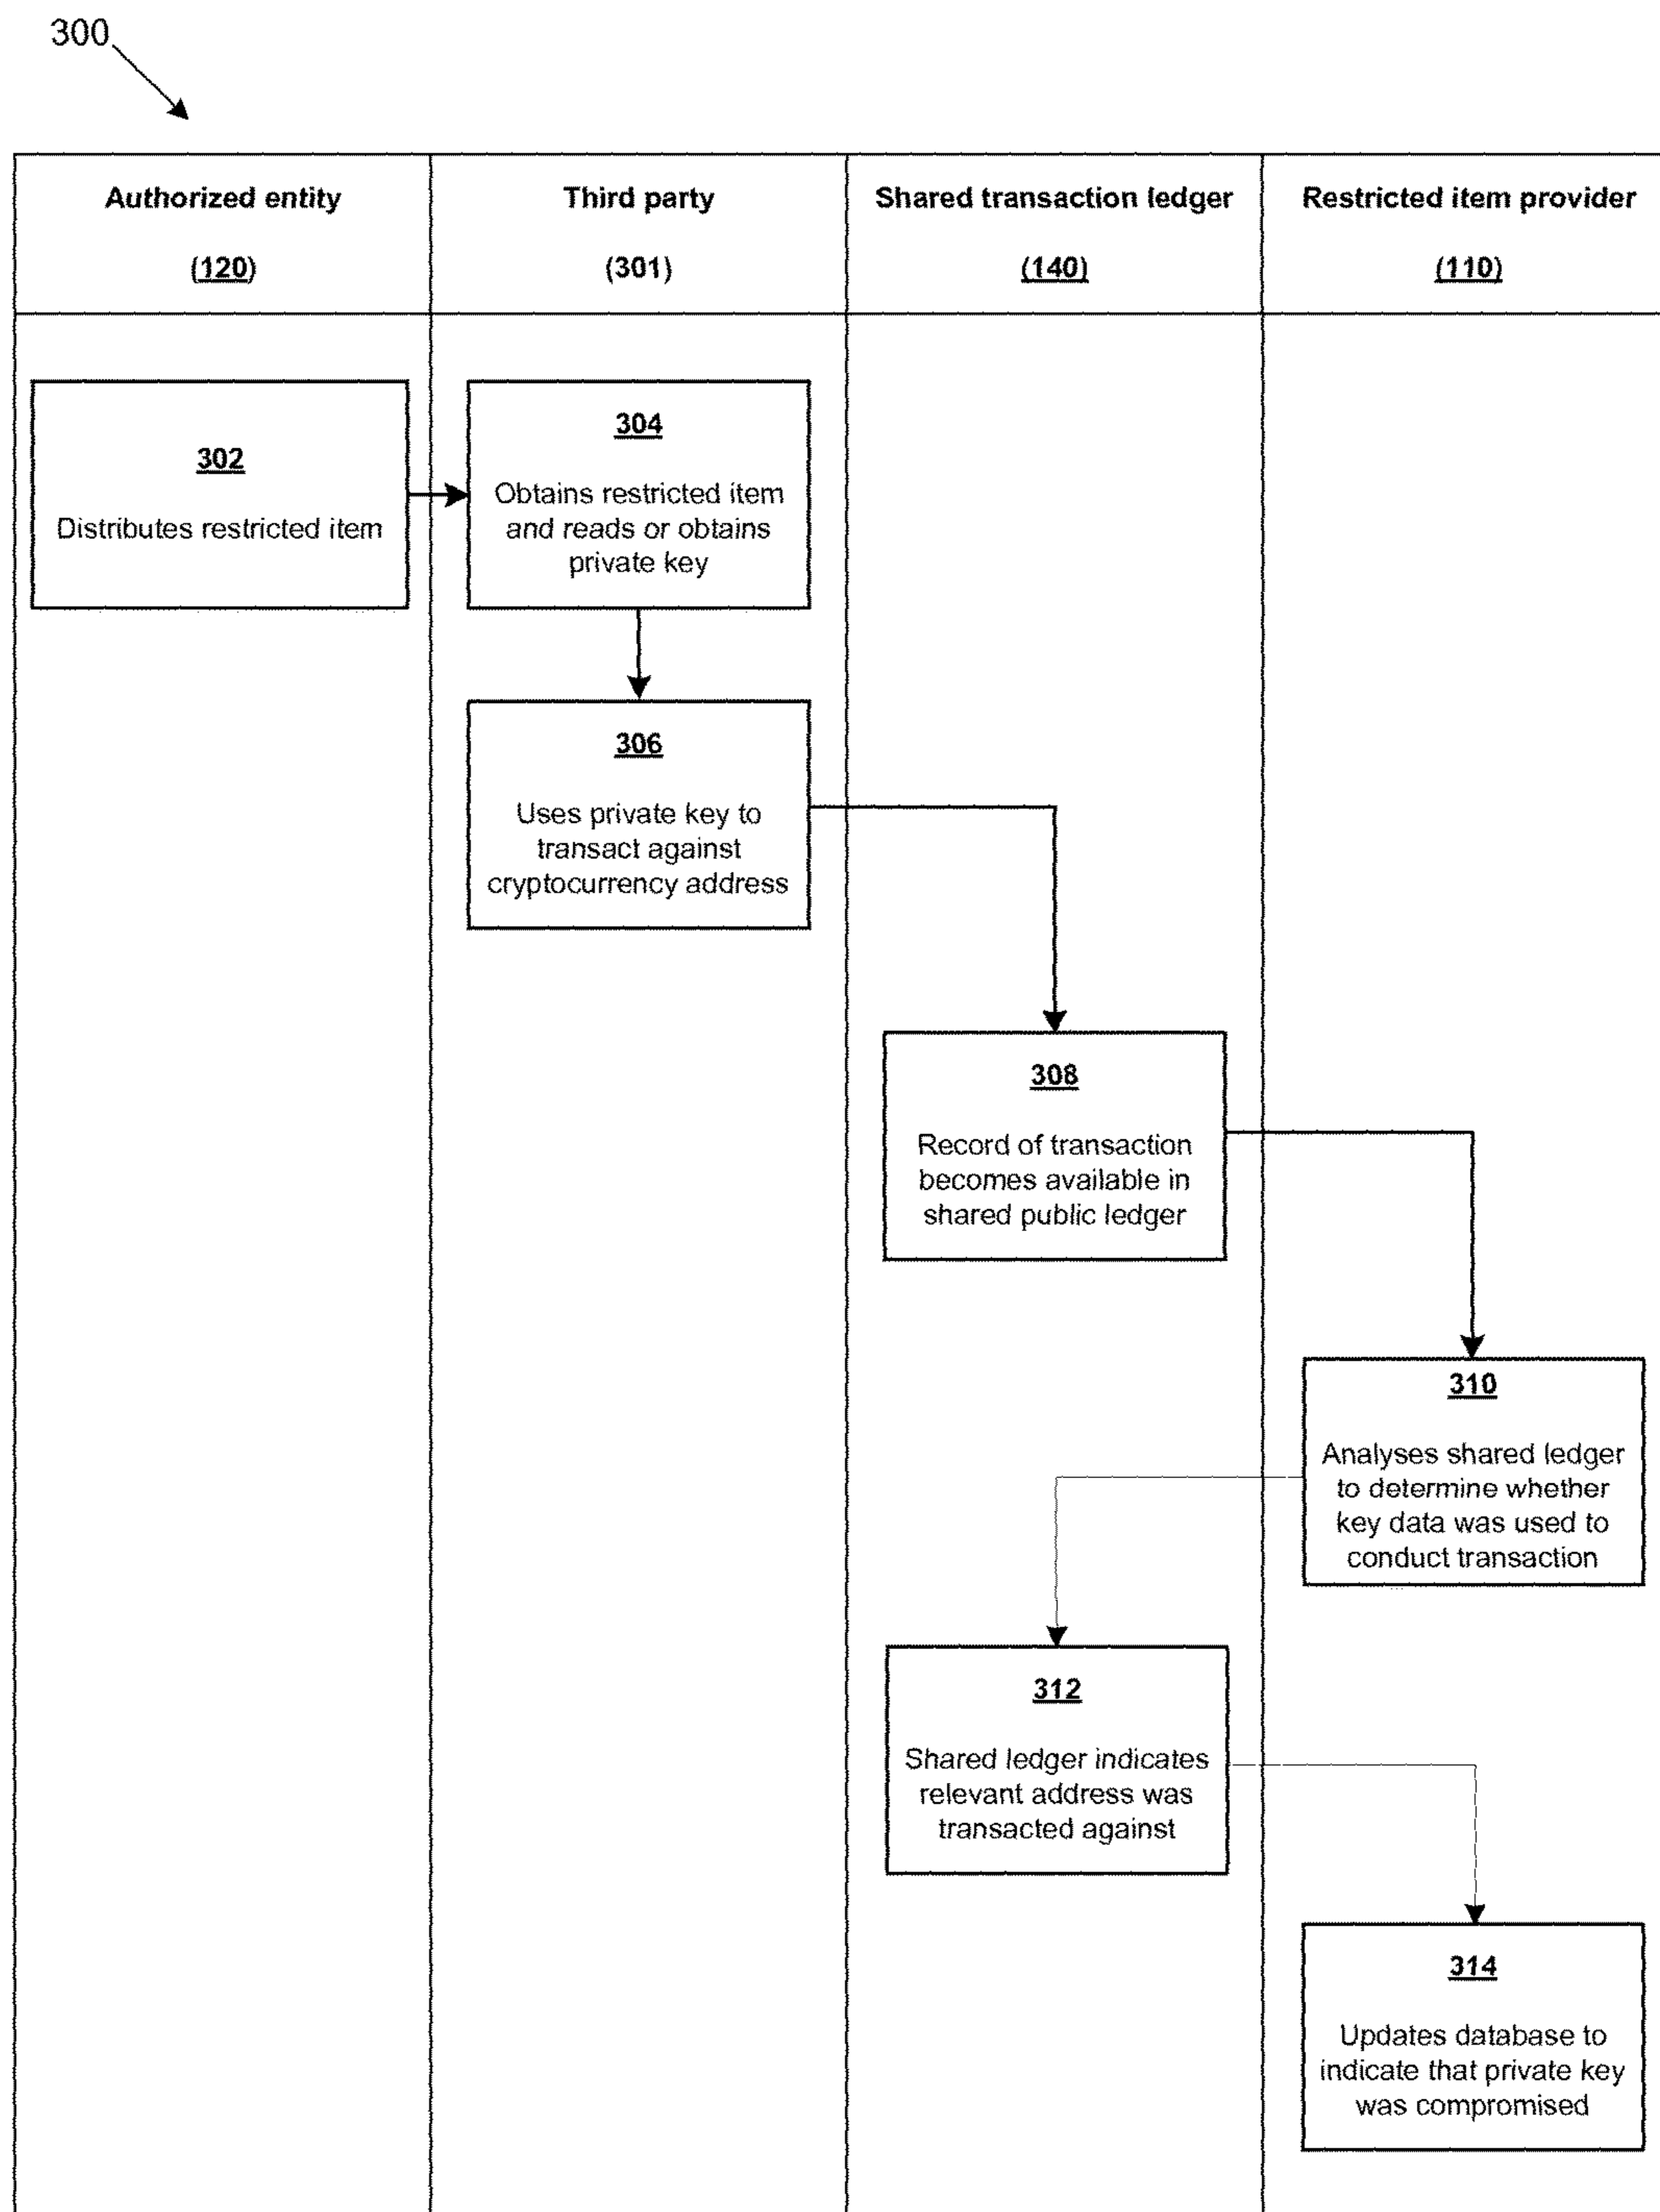 300
Authorized entity
(120)
Third party
(301)
Shared transaction ledger
(140)
Restricted item provider
(110)
302
Distributes restricted item
304
Obtains restricted item
and reads or obtains
private key
306
Uses private key to
transact against
cryptocurrency address
308
Record of transaction
becomes available in
shared public ledger
310
Analyses shared ledger
to determine whether
key data was used to
conduct transaction
312
Shared ledger indicates
relevant address was
transacted against
314
Updates database to
indicate that private key
was compromised